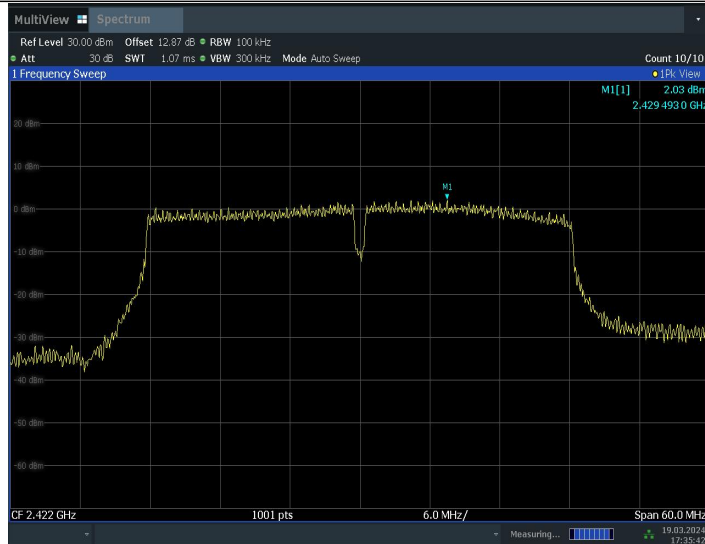 MultiView Spectrum
Ref Level 30.00 dBm Offset 12.87 dB RBW 100 kHz
Att 30 dB SWT 1.07 ms VBW 300 kHz Mode Auto Sweep Count 10/10
1 Frequency Sweep 1Pk View
M1[1] 2.03 dBm
2.429 493 0 GHz
20 dBm
10 dBm
M1
0 dBm
-10 dBm
-20 dBm
-30 dBm
-40 dBm
-50 dBm
-60 dBm
CF 2.422 GHz 1001 pts 6.0 MHz/ Span 60.0 MHz
Measuring... 19.03.2024
17:35:42